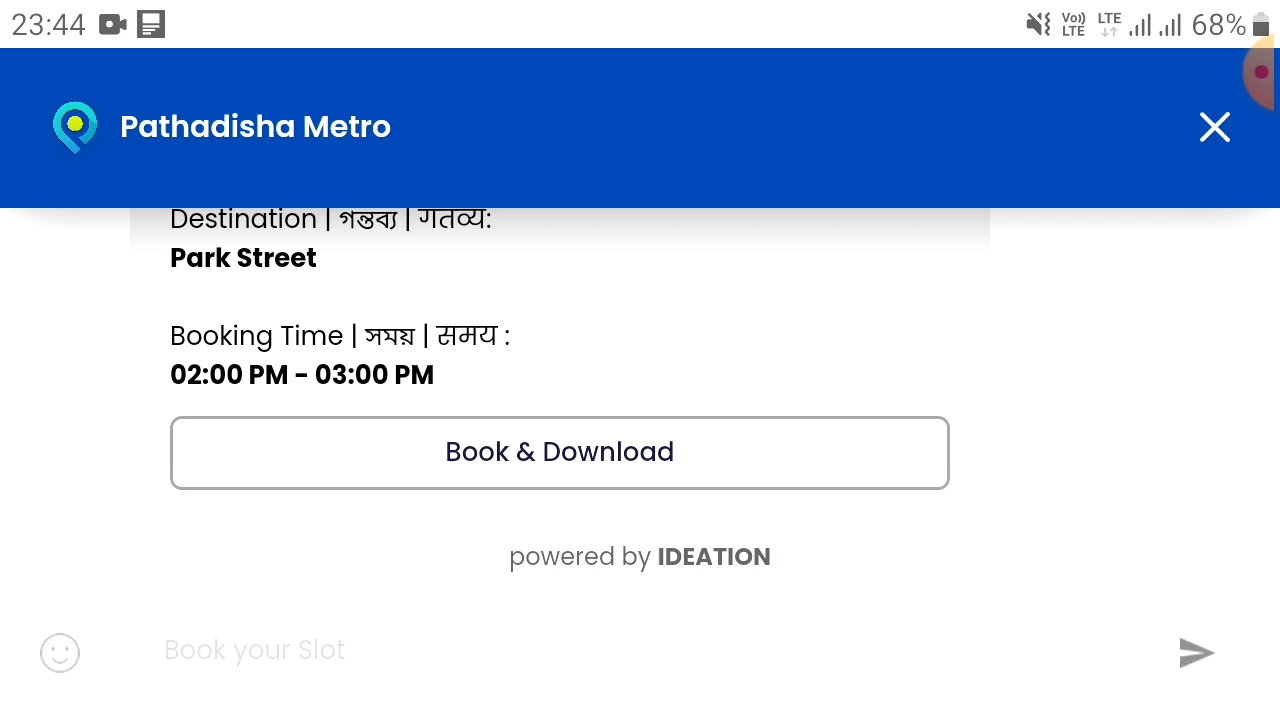 23:44 Vo)) LTE LTE 68%
Pathadisha Metro
Destination | গন্তব্য | गंतव्य:
Park Street
Booking Time | সময় | समय :
02:00 PM - 03:00 PM
Book & Download
powered by IDEATION
Book your Slot